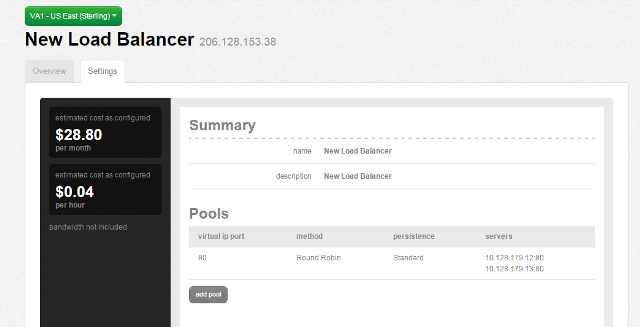 VA1 - US East (Sterling)
New Load Balancer 206.128.153.38
Overview Settings
estimated cost as configured
$28.80
per month
estimated cost as configured
$0.04
per hour
bandwidth not included
Summary
name New Load Balancer
description New Load Balancer
Pools
virtual ip port method persistence servers
80 Round Robin Standard 10.128.179.12:80
10.128.179.13:80
add pool